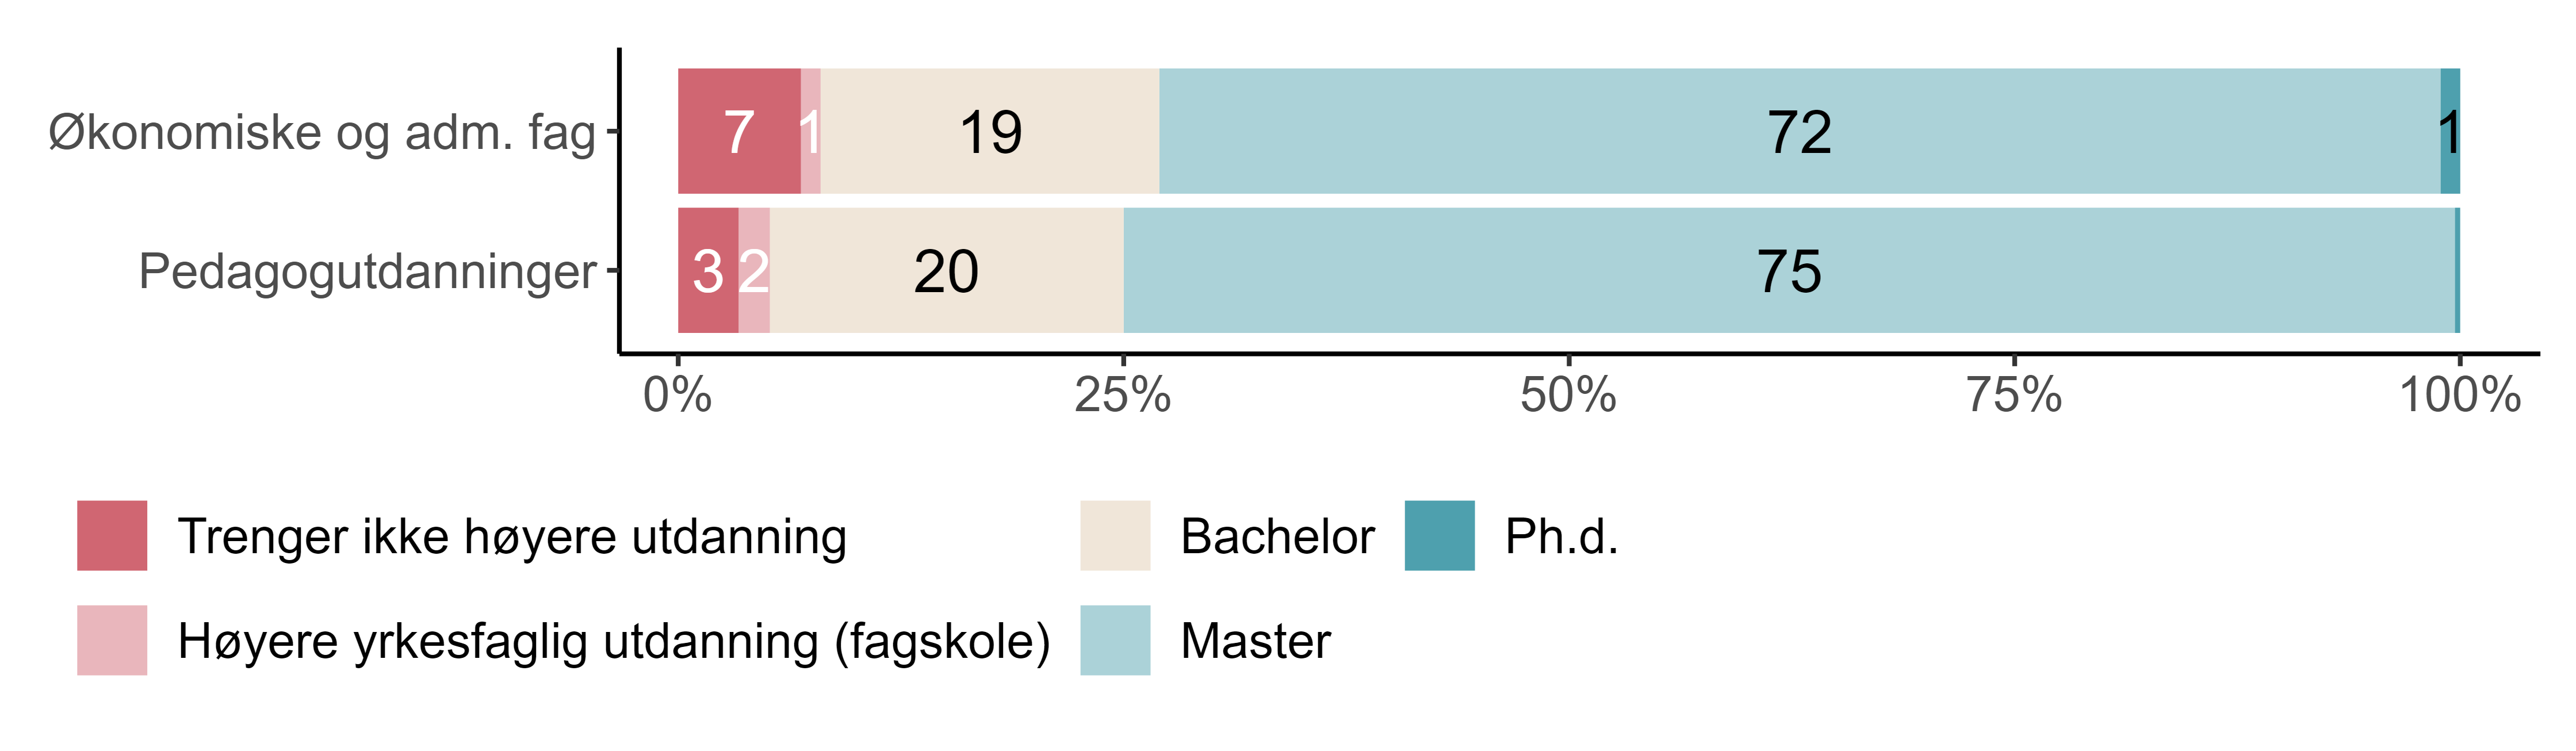 Økonomiske og adm. fag 7 1 19 72 1
Pedagogutdanninger 3 2 20 75
0% 25% 50% 75% 100%
Trenger ikke høyere utdanning Bachelor Ph.d.
Høyere yrkesfaglig utdanning (fagskole) Master